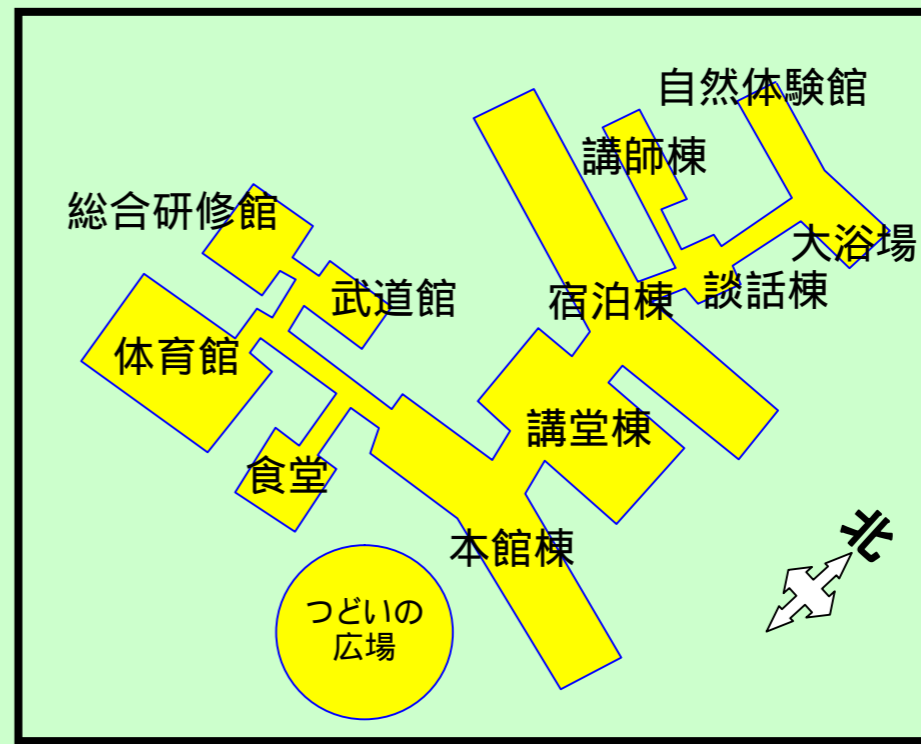 自然体験館
講師棟
総合研修館
大浴場
談話棟
宿泊棟
武道館
体育館
講堂棟
食堂
本館棟
北
つどいの
広場